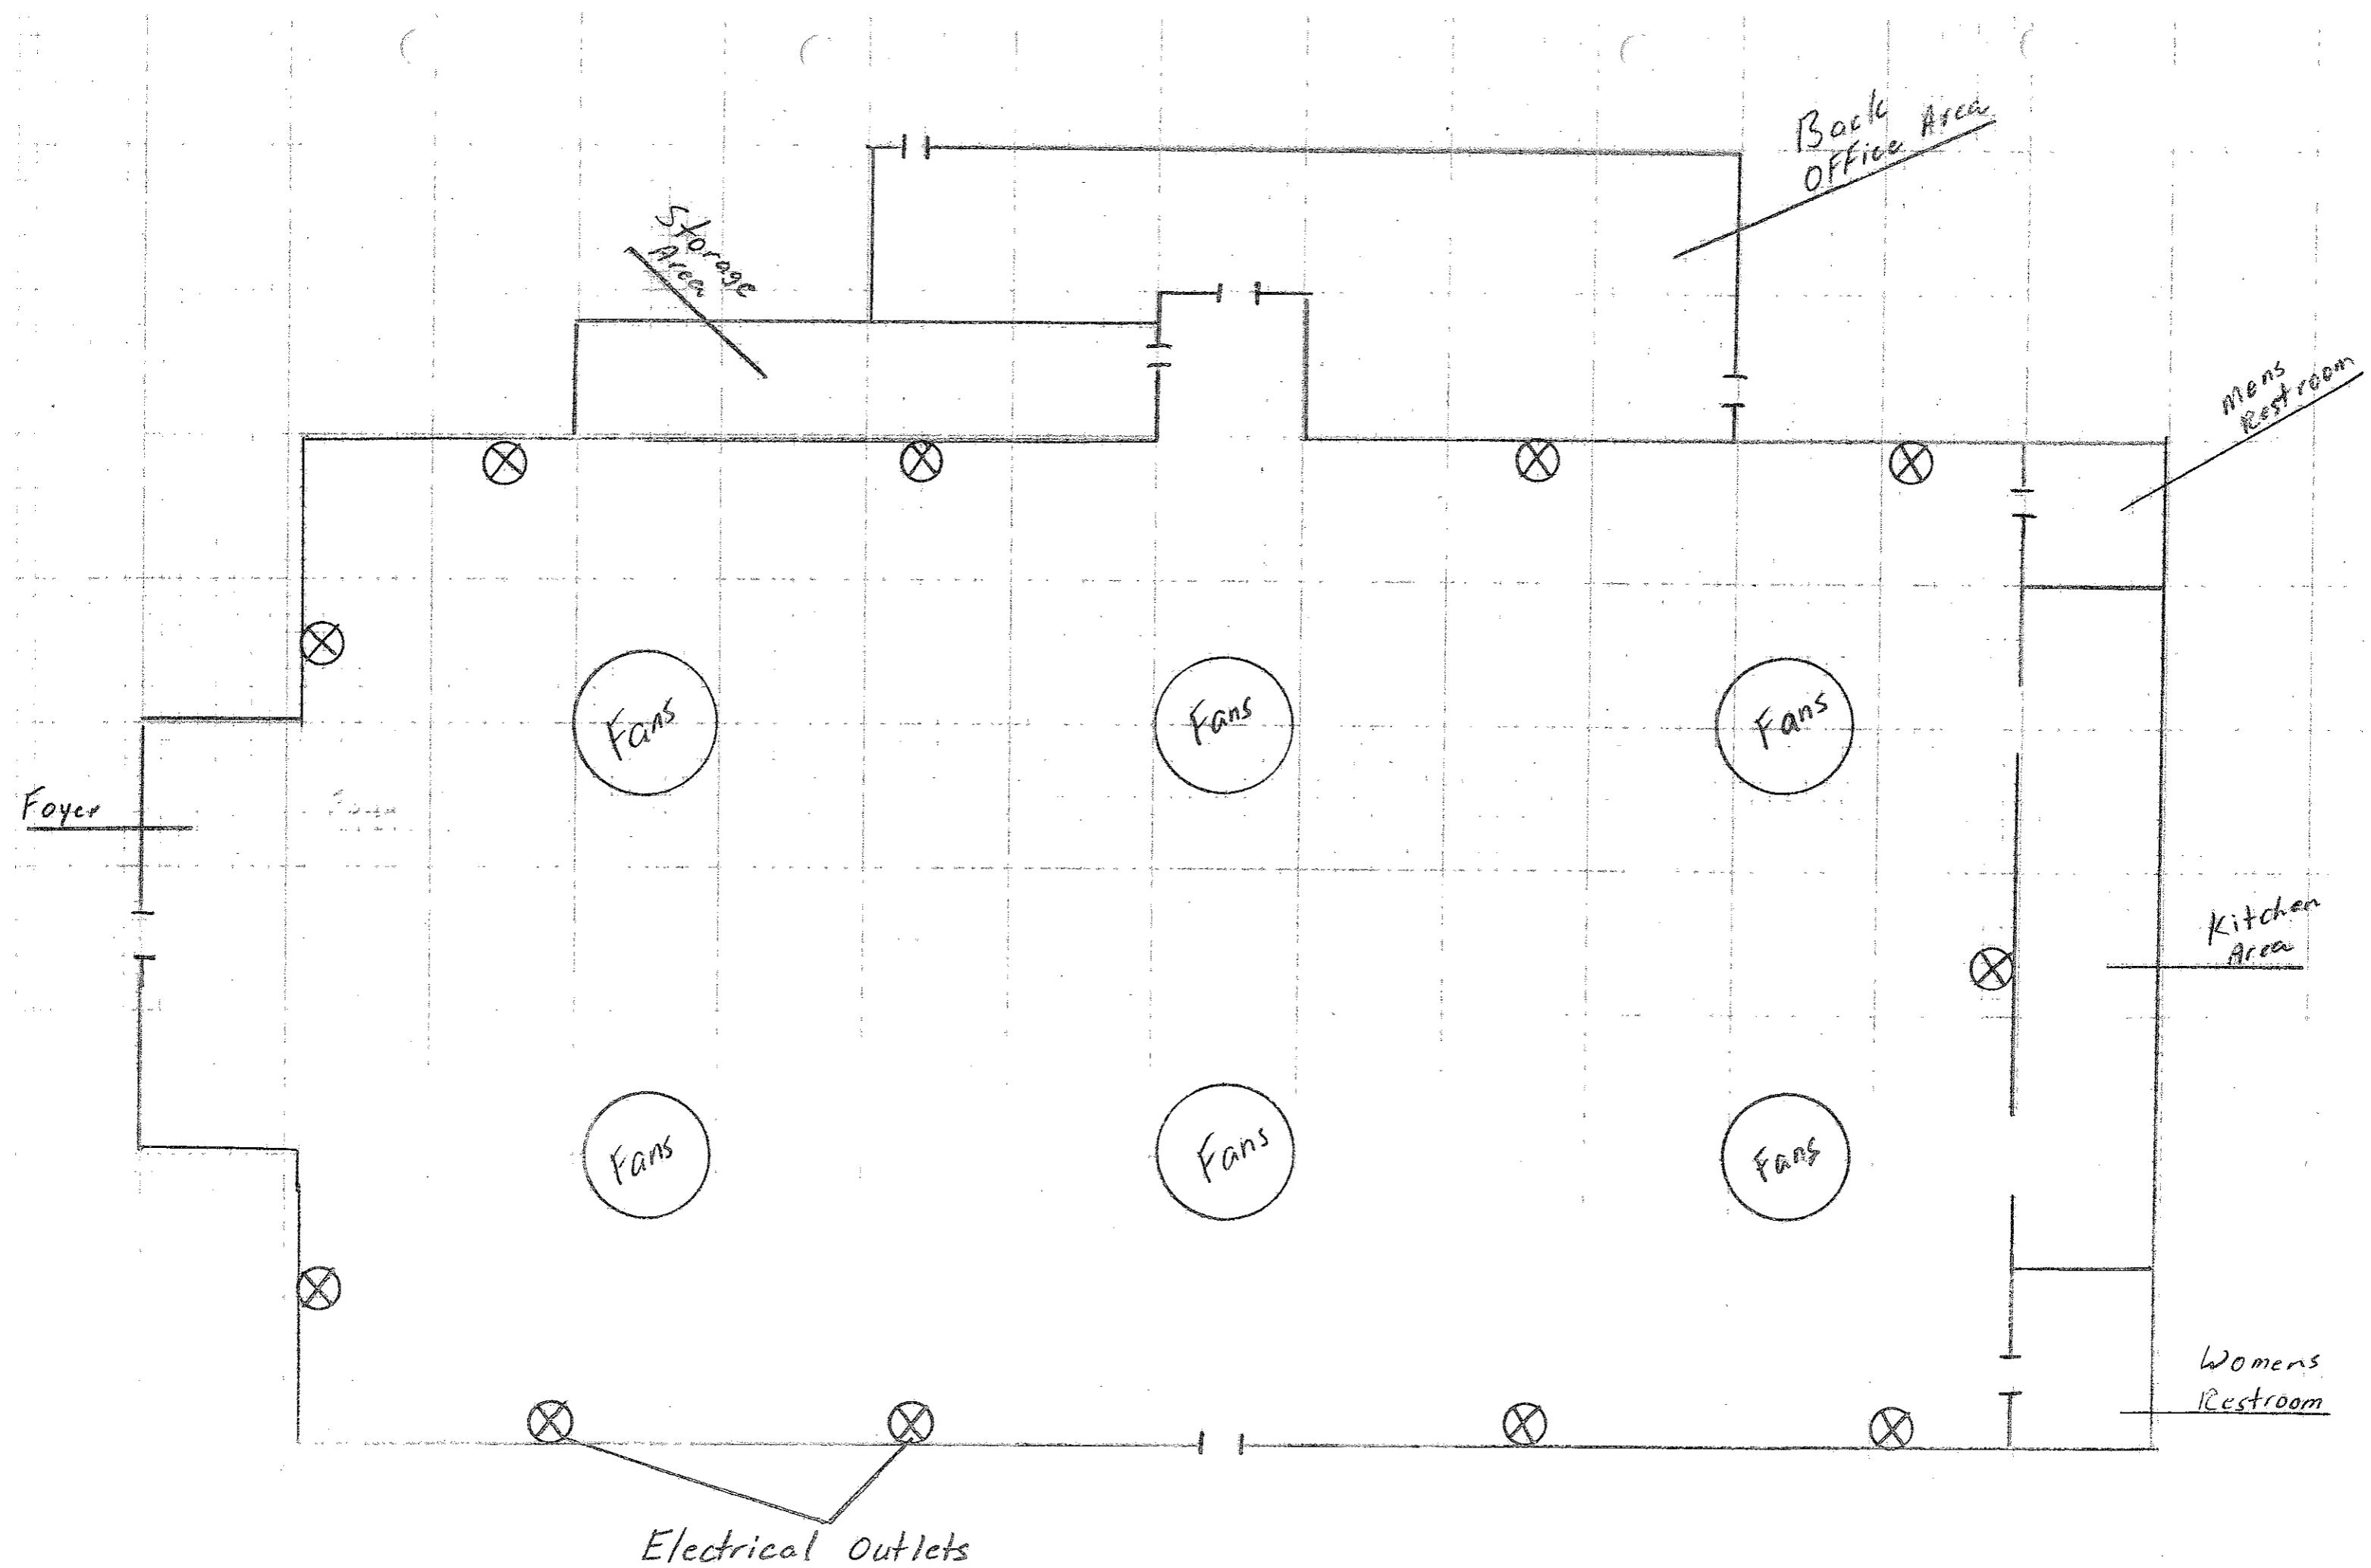 Back
Office Area
Storage
Area
mens
Restroom
Fans
Fans
Fans
Foyer
Kitchen
Area
Fans
Fans
Fans
Womens
Restroom
Electrical Outlets